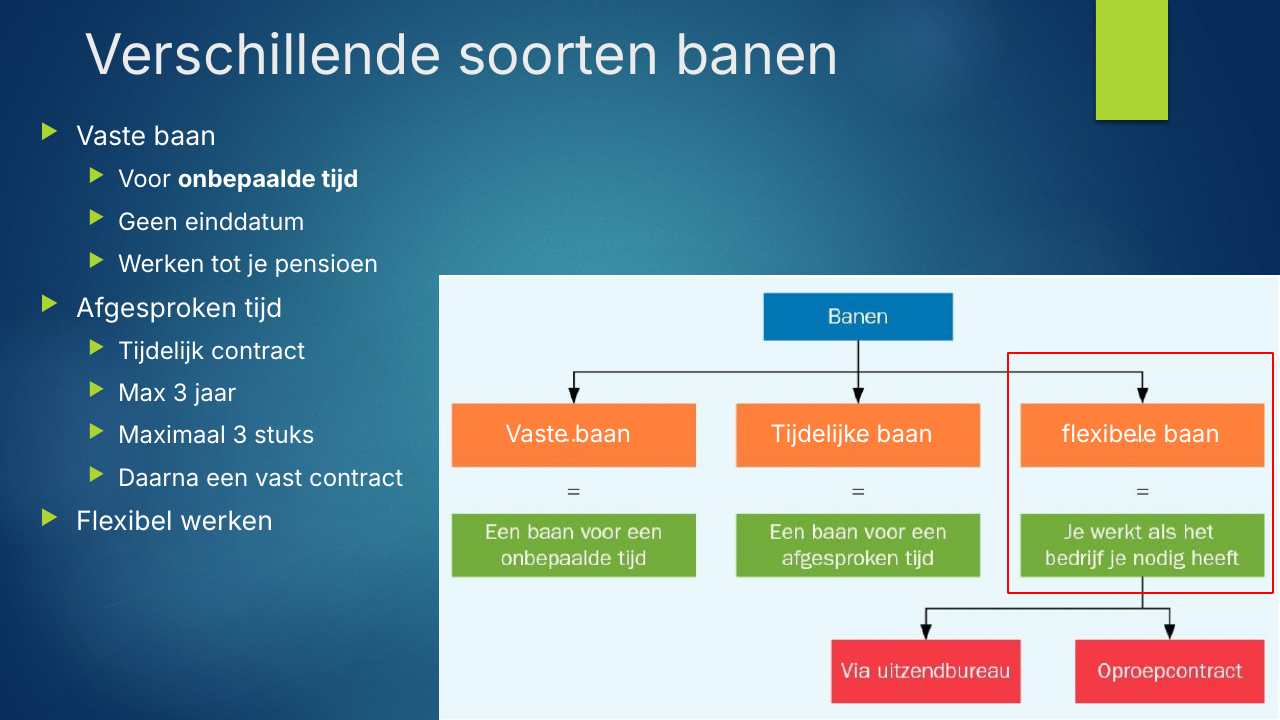 Verschillende soorten banen
Vaste baan
Voor onbepaalde tijd
Geen einddatum
Werken tot je pensioen
Afgesproken tijd
Tijdelijk contract
Max 3 jaar
Maximaal 3 stuks
Daarna een vast contract
Flexibel werken
Banen
Vaste baan
Tijdelijke baan
flexibele baan
=
=
=
Een baan voor een
onbepaalde tijd
Een baan voor een
afgesproken tijd
Je werkt als het
bedrijf je nodig heeft
Via uitzendbureau
Oproepcontract